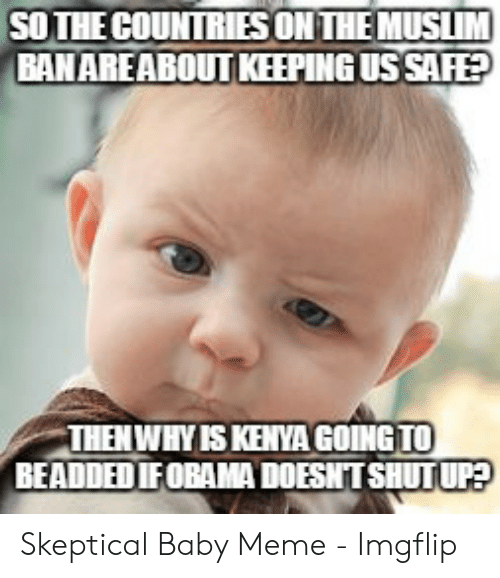 SO THE COUNTRIES ON THE MUSLIM
BAN ARE ABOUT KEEPING US SAFE?
THEN WHY IS KENYA GOING TO
BE ADDED IF OBAMA DOESN'T SHUT UP?
Skeptical Baby Meme - Imgflip